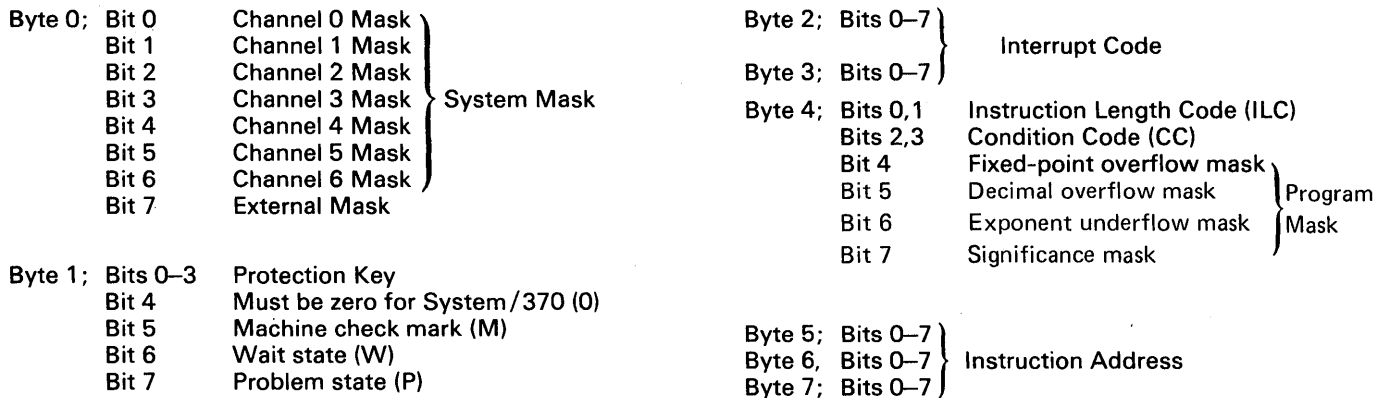 Byte 0; Bit 0 Channel 0 Mask
Bit 1 Channel 1 Mask
Bit 2 Channel 2 Mask
Bit 3 Channel 3 Mask System Mask
Bit 4 Channel 4 Mask
Bit 5 Channel 5 Mask
Bit 6 Channel 6 Mask
Bit 7 External Mask
Byte 1; Bits 0–3 Protection Key
Bit 4 Must be zero for System/370 (0)
Bit 5 Machine check mark (M)
Bit 6 Wait state (W)
Bit 7 Problem state (P)
Byte 2; Bits 0–7
Interrupt Code
Byte 3; Bits 0–7
Byte 4; Bits 0,1 Instruction Length Code (ILC)
Bits 2,3 Condition Code (CC)
Bit 4 Fixed-point overflow mask
Bit 5 Decimal overflow mask Program
Bit 6 Exponent underflow mask Mask
Bit 7 Significance mask
Byte 5; Bits 0–7
Byte 6, Bits 0–7 Instruction Address
Byte 7; Bits 0–7